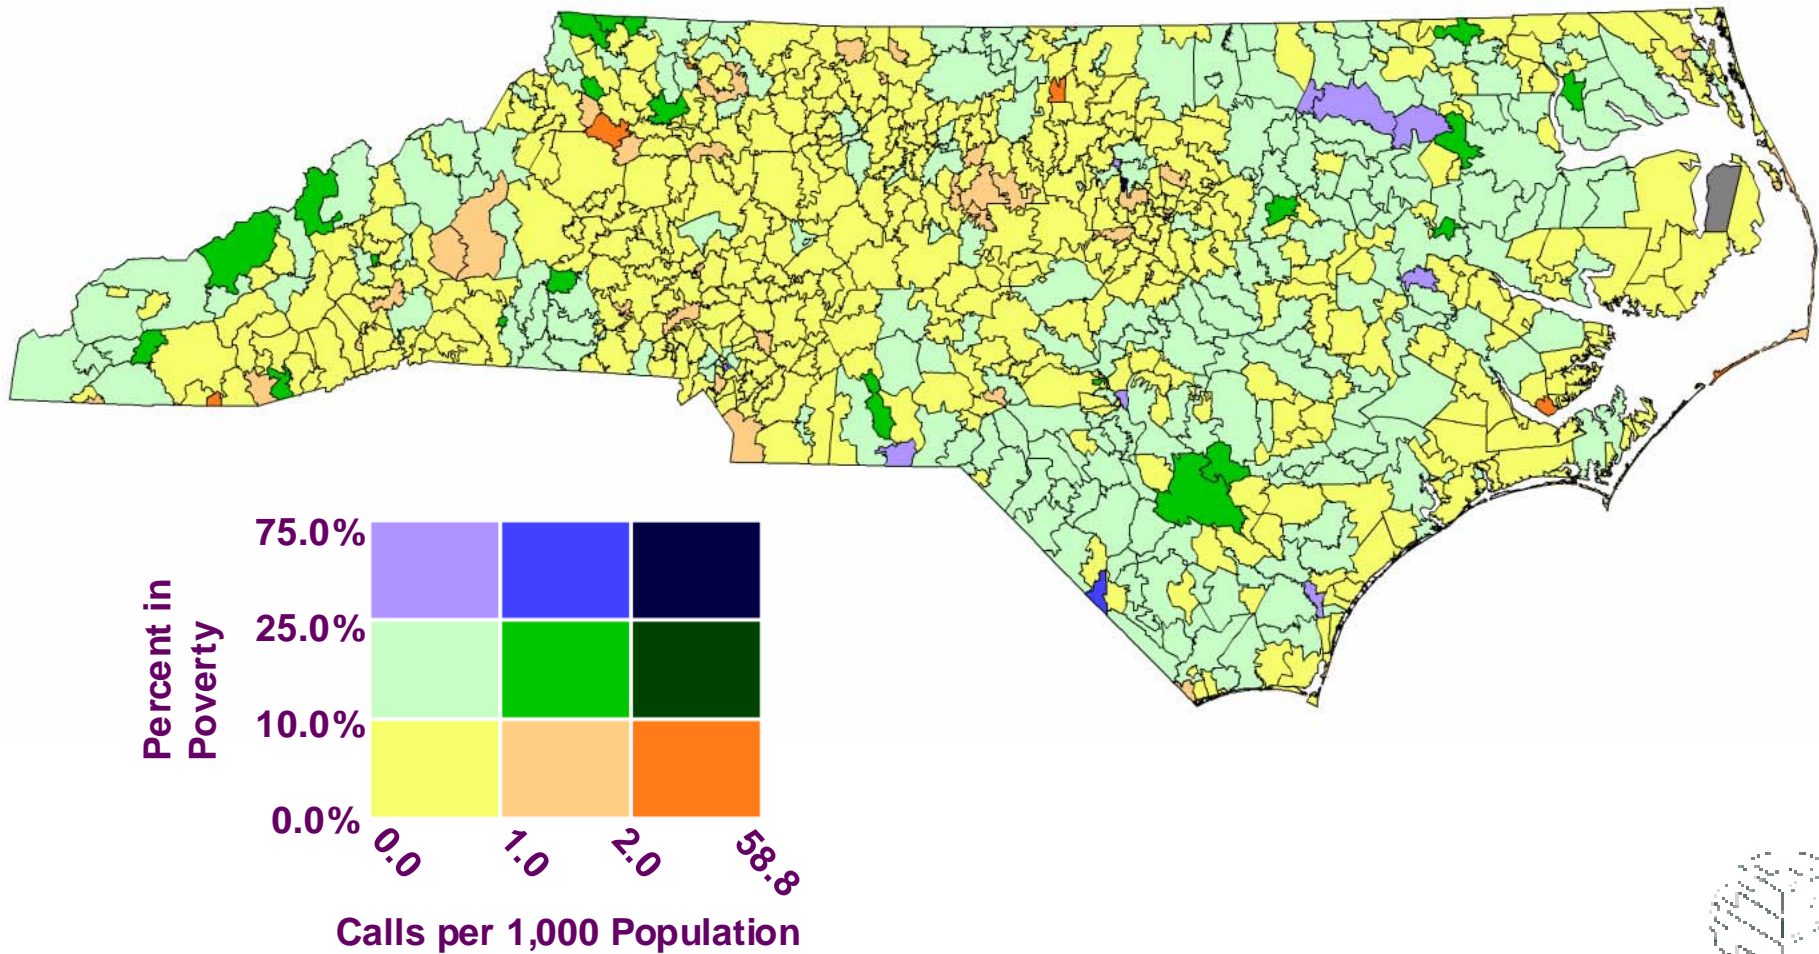 75.0%
25.0%
10.0%
0.0%
Percent in
Poverty
0.0
1.0
2.0
58.8
Calls per 1,000 Population